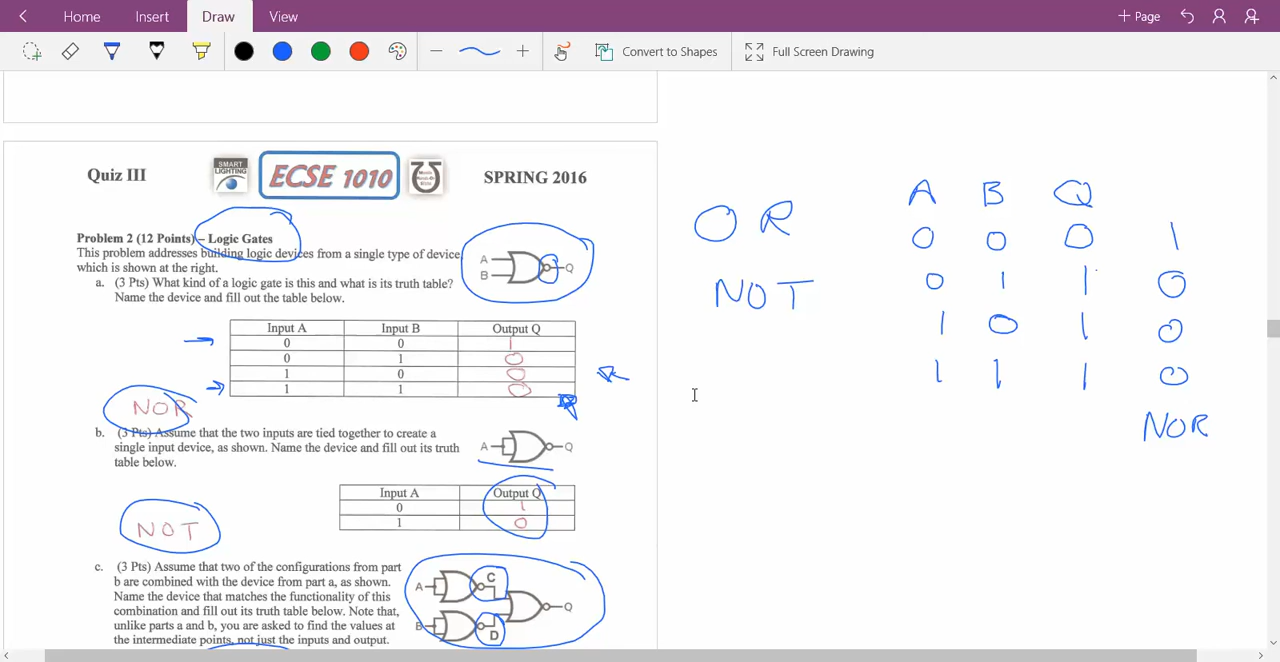 Home Insert Draw View + Page
Convert to Shapes Full Screen Drawing
Quiz III SMART LIGHTING ECSE 1010 SPRING 2016
Problem 2 (12 Points) – Logic Gates
This problem addresses building logic devices from a single type of device,
which is shown at the right.
a. (3 Pts) What kind of a logic gate is this and what is its truth table?
Name the device and fill out the table below.
A
B
Q
Input A Input B Output Q
0 0 1
0 1 0
1 0 0
1 1 0
NOR
b. (3 Pts) Assume that the two inputs are tied together to create a
single input device, as shown. Name the device and fill out its truth
table below.
A Q
Input A Output Q
0 1
1 0
NOT
c. (3 Pts) Assume that two of the configurations from part
b are combined with the device from part a, as shown.
Name the device that matches the functionality of this
combination and fill out its truth table below. Note that,
unlike parts a and b, you are asked to find the values at
the intermediate points, not just the inputs and output.
A C
Q
B D
OR
NOT
A B Q
0 0 0 1
0 1 1 0
1 0 1 0
1 1 1 0
NOR